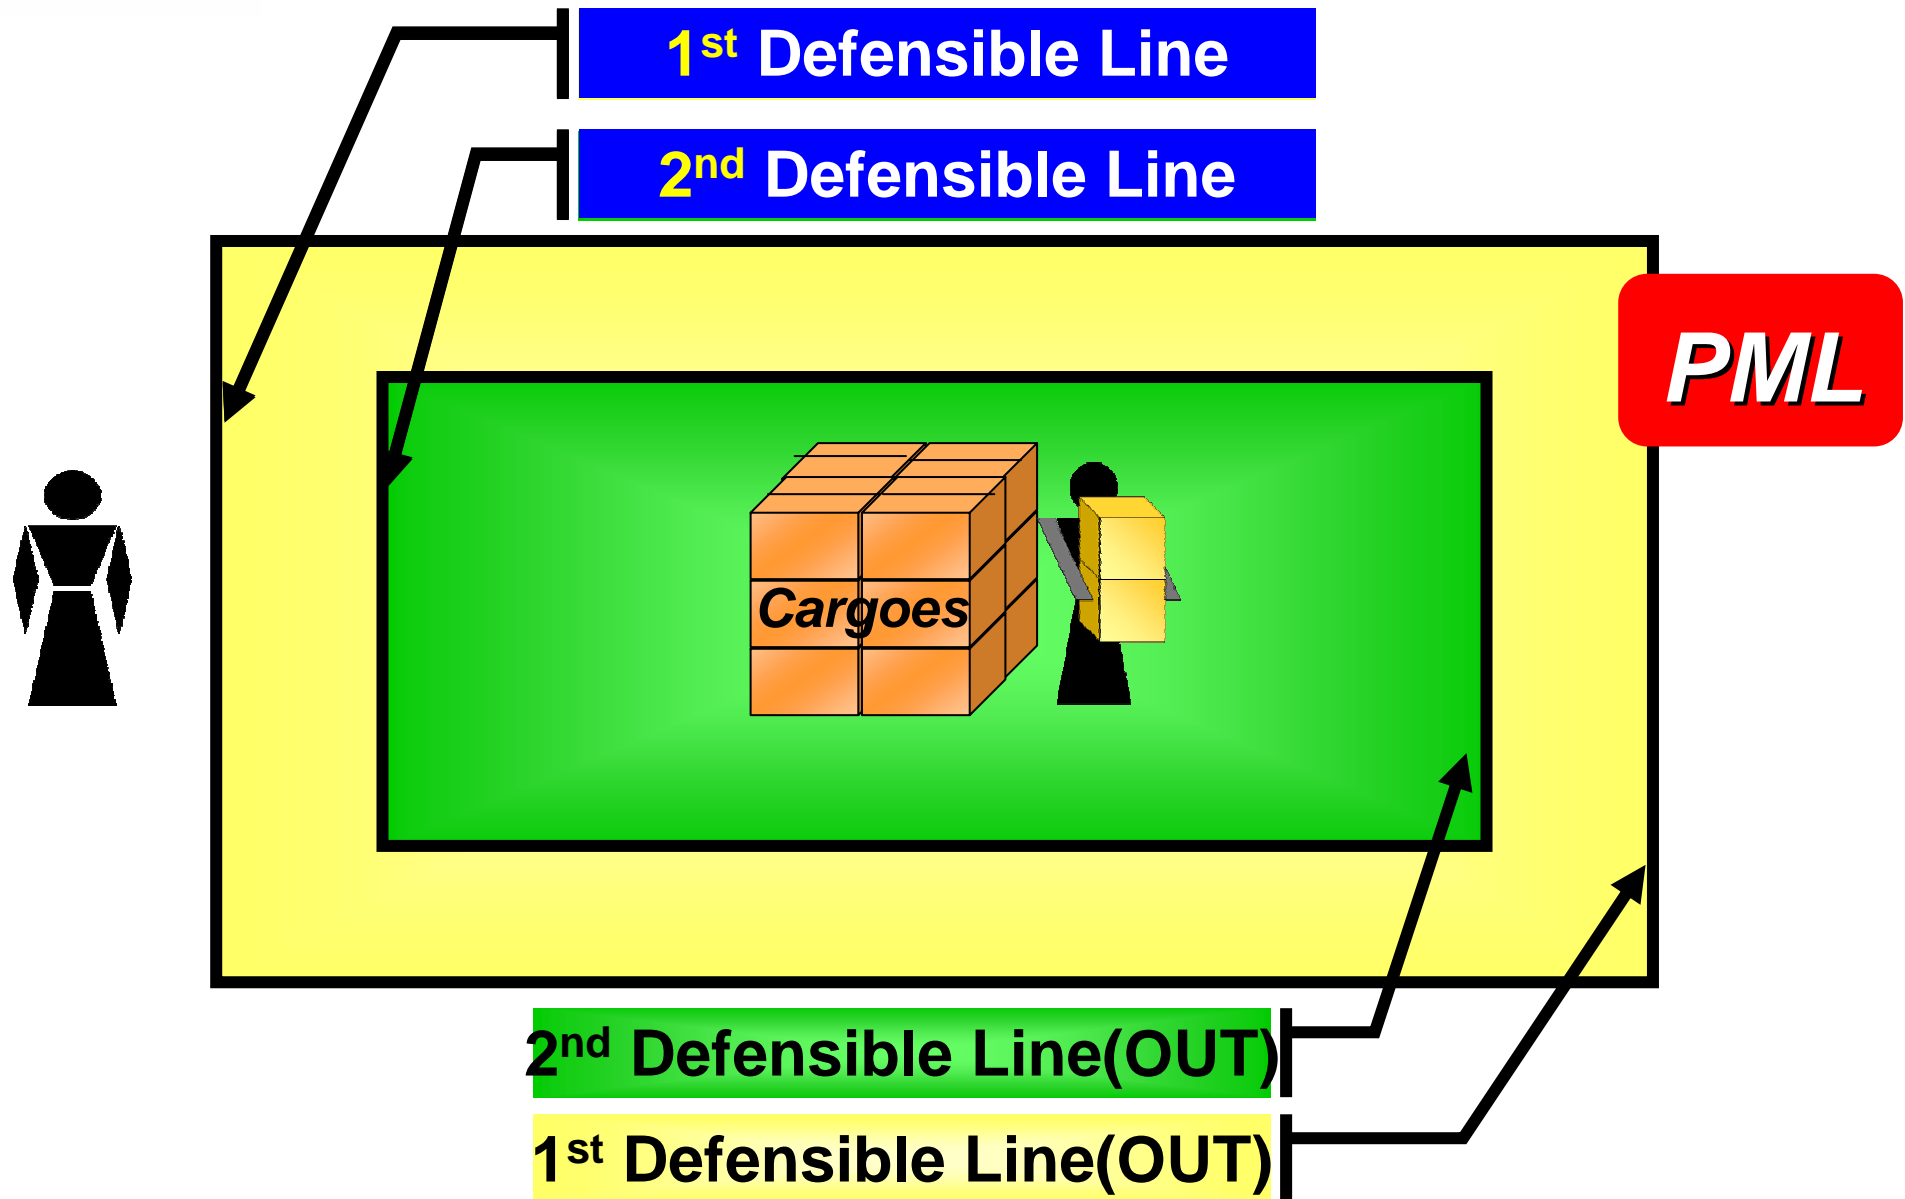 1st Defensible Line
2nd Defensible Line
PML
Cargoes
2nd Defensible Line(OUT)
1st Defensible Line(OUT)